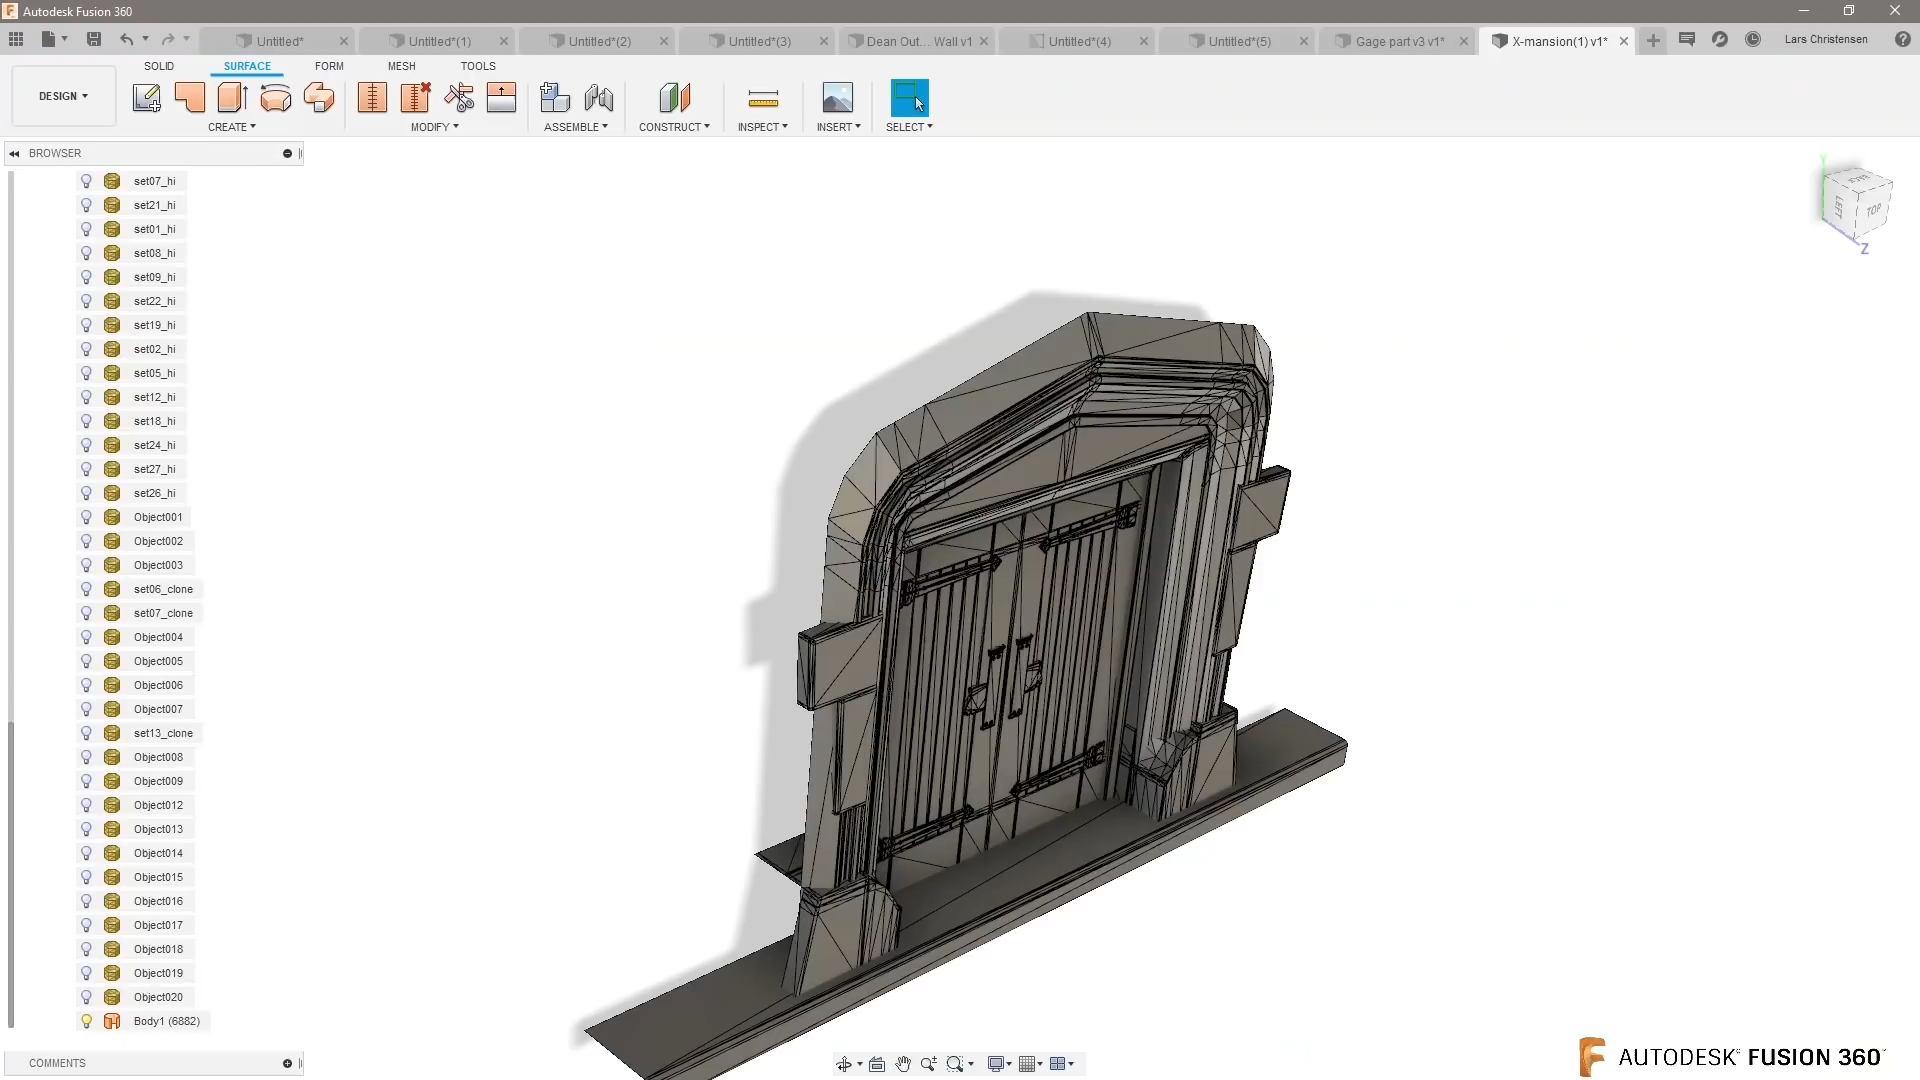 Autodesk Fusion 360
Untitled*
Untitled*(1)
Untitled*(2)
Untitled*(3)
Dean Out... Wall v1
Untitled*(4)
Untitled*(5)
Gage part v3 v1*
X-mansion(1) v1*
Lars Christensen
SOLID
SURFACE
FORM
MESH
TOOLS
DESIGN
CREATE
MODIFY
ASSEMBLE
CONSTRUCT
INSPECT
INSERT
SELECT
BROWSER
set07_hi
set21_hi
set01_hi
set08_hi
set09_hi
set22_hi
set19_hi
set02_hi
set05_hi
set12_hi
set18_hi
set24_hi
set27_hi
set26_hi
Object001
Object002
Object003
set06_clone
set07_clone
Object004
Object005
Object006
Object007
set13_clone
Object008
Object009
Object012
Object013
Object014
Object015
Object016
Object017
Object018
Object019
Object020
Body1 (6882)
COMMENTS
Y
BACK
LEFT
TOP
Z
AUTODESK FUSION 360